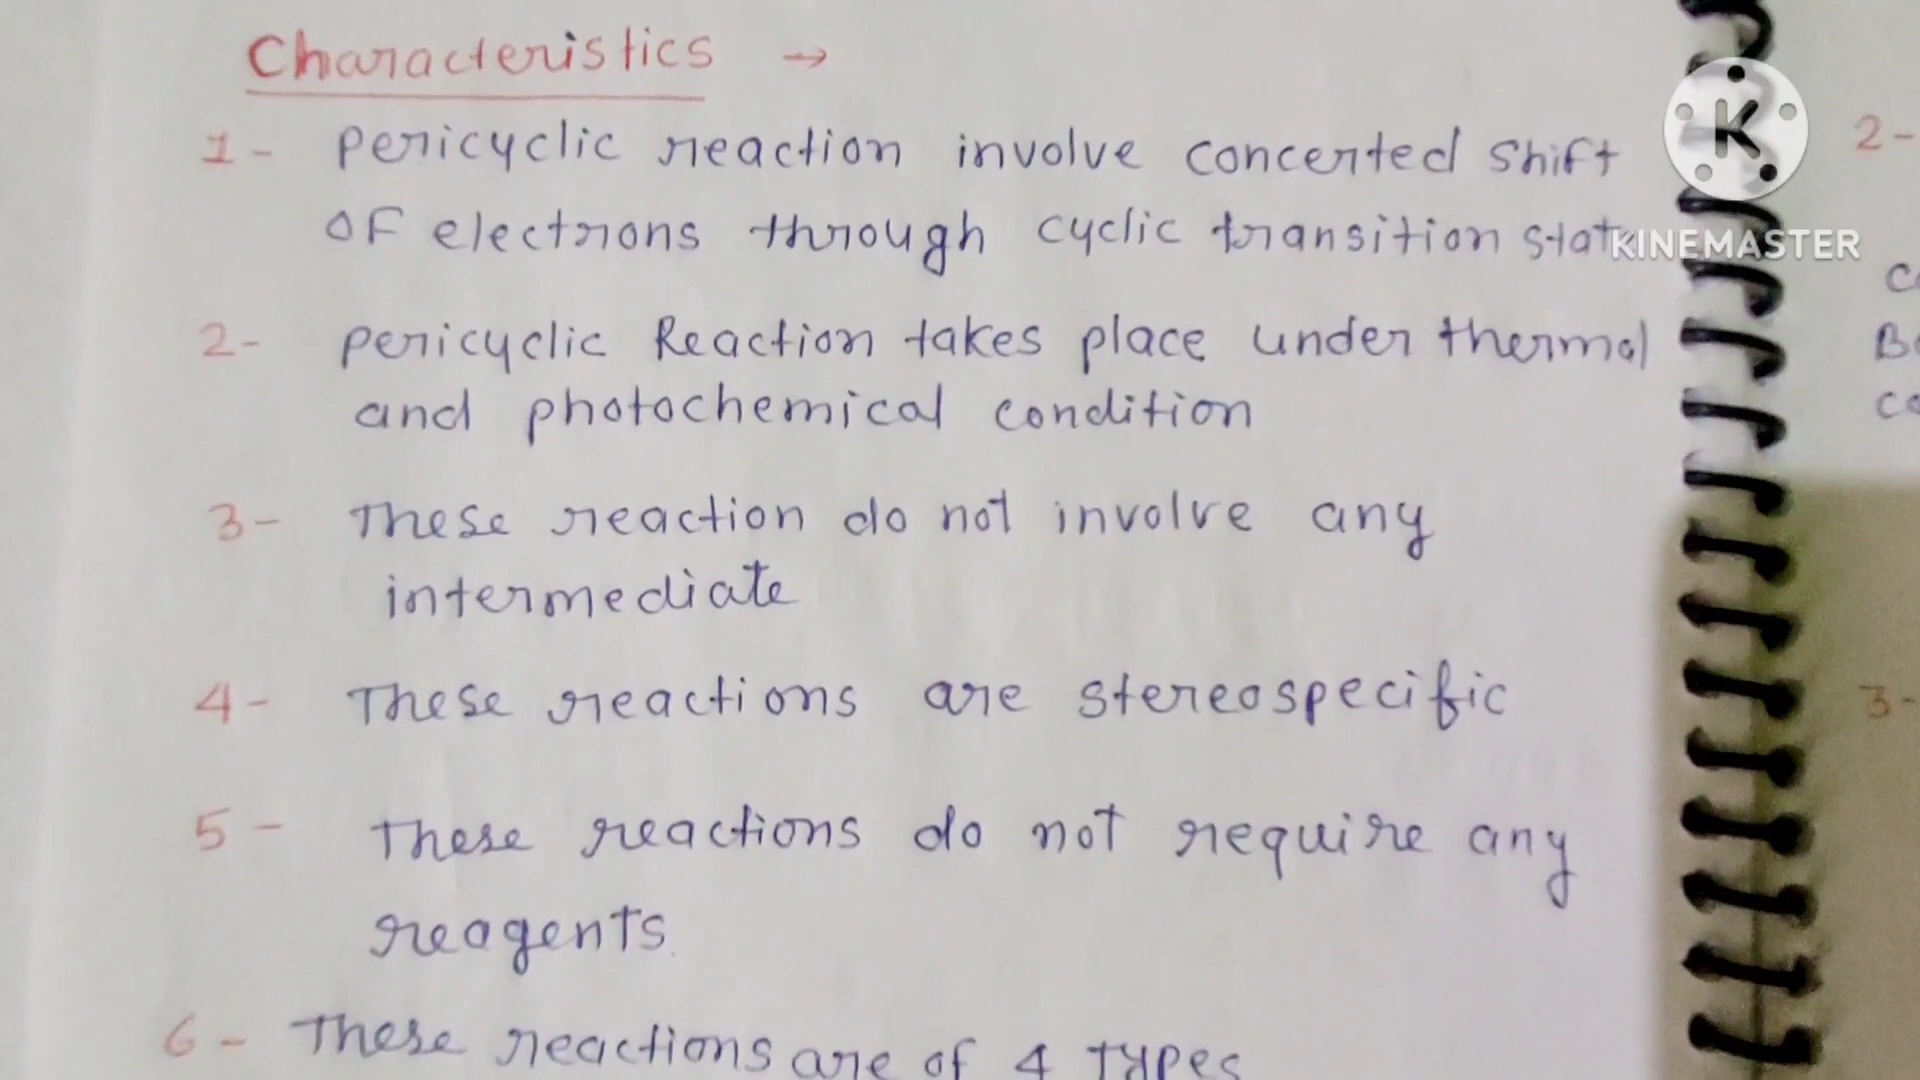 Characteristics →
1- Pericyclic reaction involve concerted shift
of electrons through cyclic transition state
2- Pericyclic Reaction takes place under thermal
and photochemical condition
3- These reaction do not involve any
intermediate
4- These reactions are stereospecific
5- These reactions do not require any
reagents.
6- These reactions are of 4 types
K
KINEMASTER
2-
3-